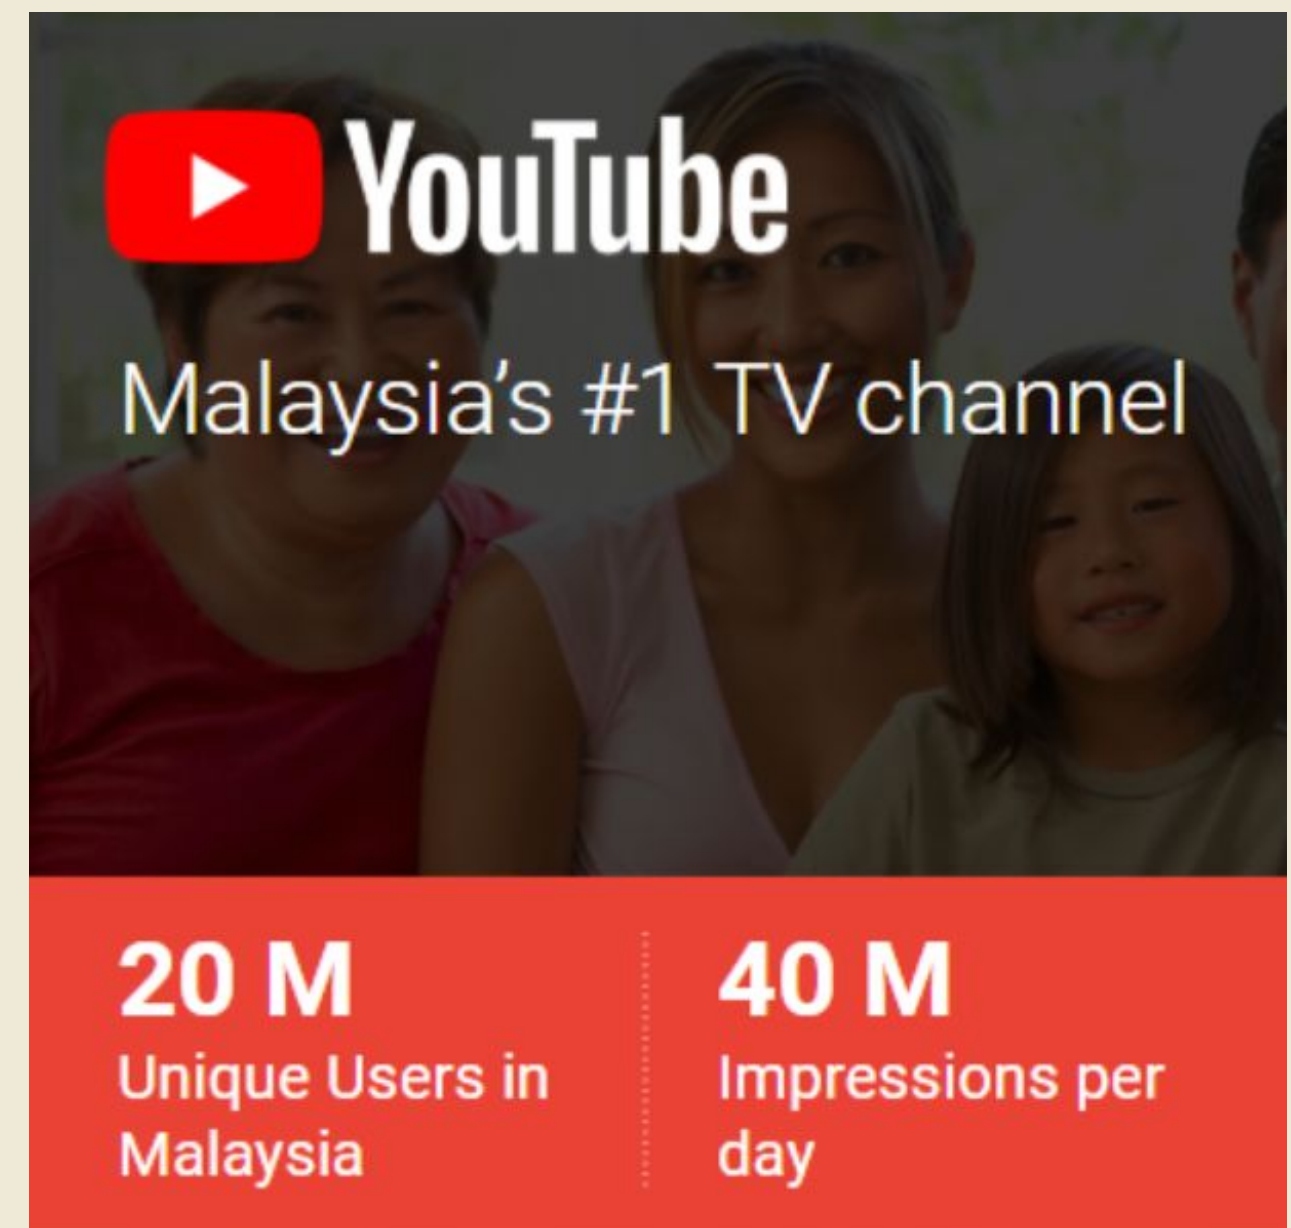 YouTube
Malaysia's #1 TV channel
20 M
Unique Users in
Malaysia
40 M
Impressions per
day